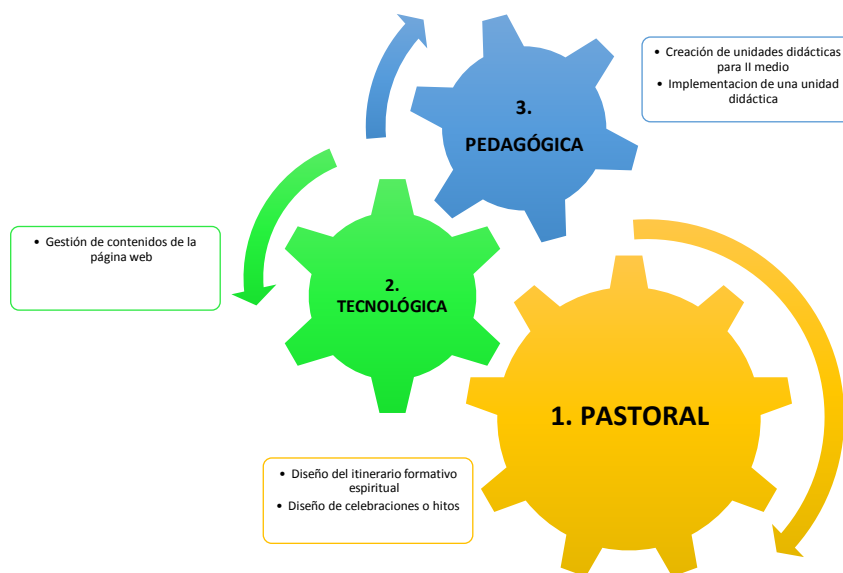 • Creación de unidades didácticas
para II medio
• Implementacion de una unidad
didáctica
3.
PEDAGÓGICA
• Gestión de contenidos de la
página web
2.
TECNOLÓGICA
1. PASTORAL
• Diseño del itinerario formativo
espiritual
• Diseño de celebraciones o hitos